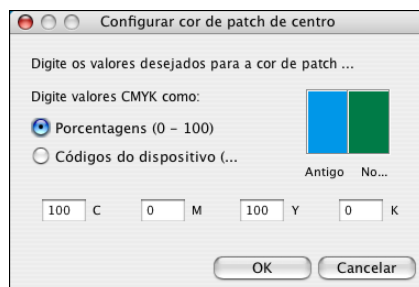 Configurar cor de patch de centro
Digite os valores desejados para a cor de patch ...
Digite valores CMYK como:
Porcentagens (0 – 100)
Códigos do dispositivo (...
Antigo No...
100 C 0 M 100 Y 0 K
OK Cancelar